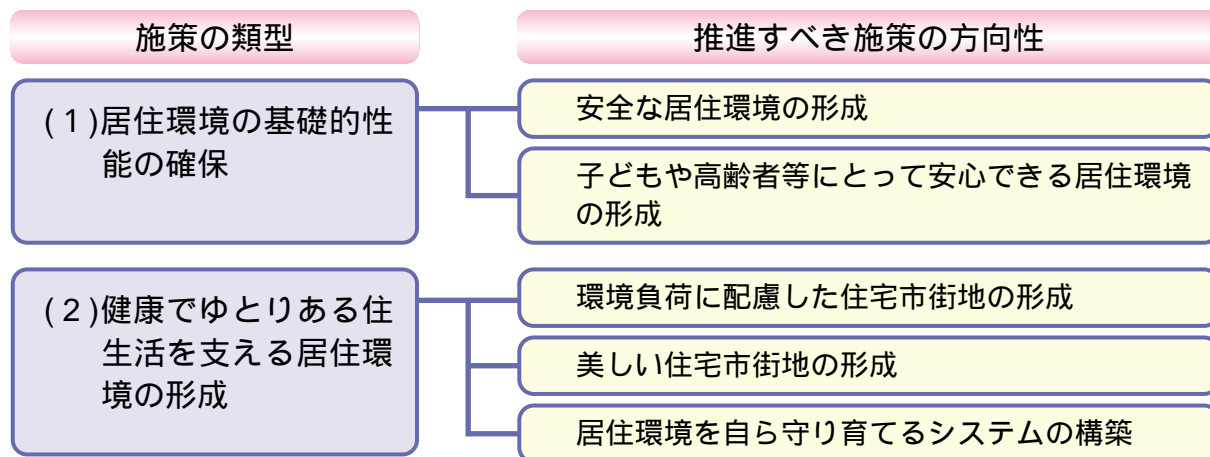 施策の類型
推進すべき施策の方向性
(１)居住環境の基礎的性
能の確保
安全な居住環境の形成
子どもや高齢者等にとって安心できる居住環境
の形成
(２)健康でゆとりある住
生活を支える居住環
境の形成
環境負荷に配慮した住宅市街地の形成
美しい住宅市街地の形成
居住環境を自ら守り育てるシステムの構築